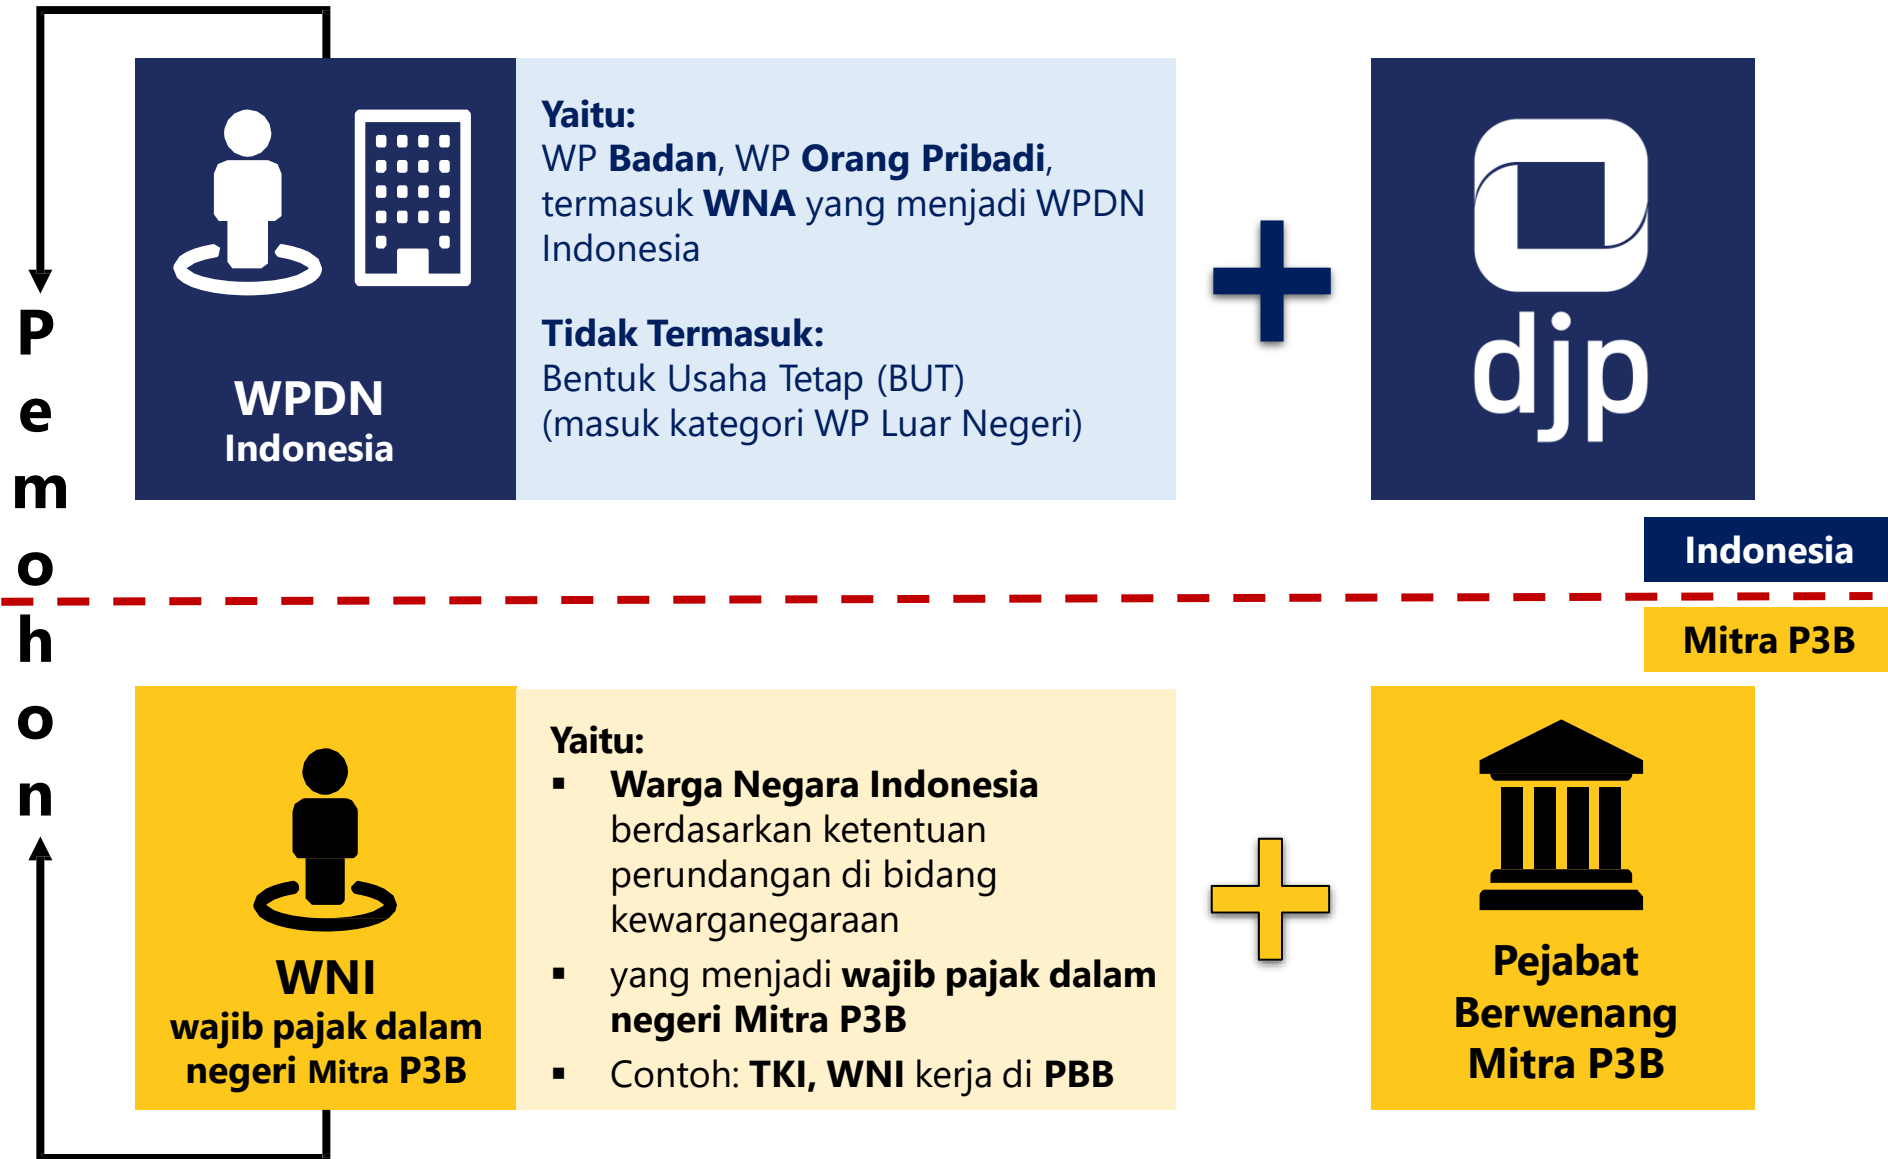 Pemohon
WPDN
Indonesia
Yaitu:
WP Badan, WP Orang Pribadi,
termasuk WNA yang menjadi WPDN
Indonesia
Tidak Termasuk:
Bentuk Usaha Tetap (BUT)
(masuk kategori WP Luar Negeri)
djp
Indonesia
Mitra P3B
WNI
wajib pajak dalam
negeri Mitra P3B
Yaitu:
▪ Warga Negara Indonesia
berdasarkan ketentuan
perundangan di bidang
kewarganegaraan
▪ yang menjadi wajib pajak dalam
negeri Mitra P3B
▪ Contoh: TKI, WNI kerja di PBB
Pejabat
Berwenang
Mitra P3B